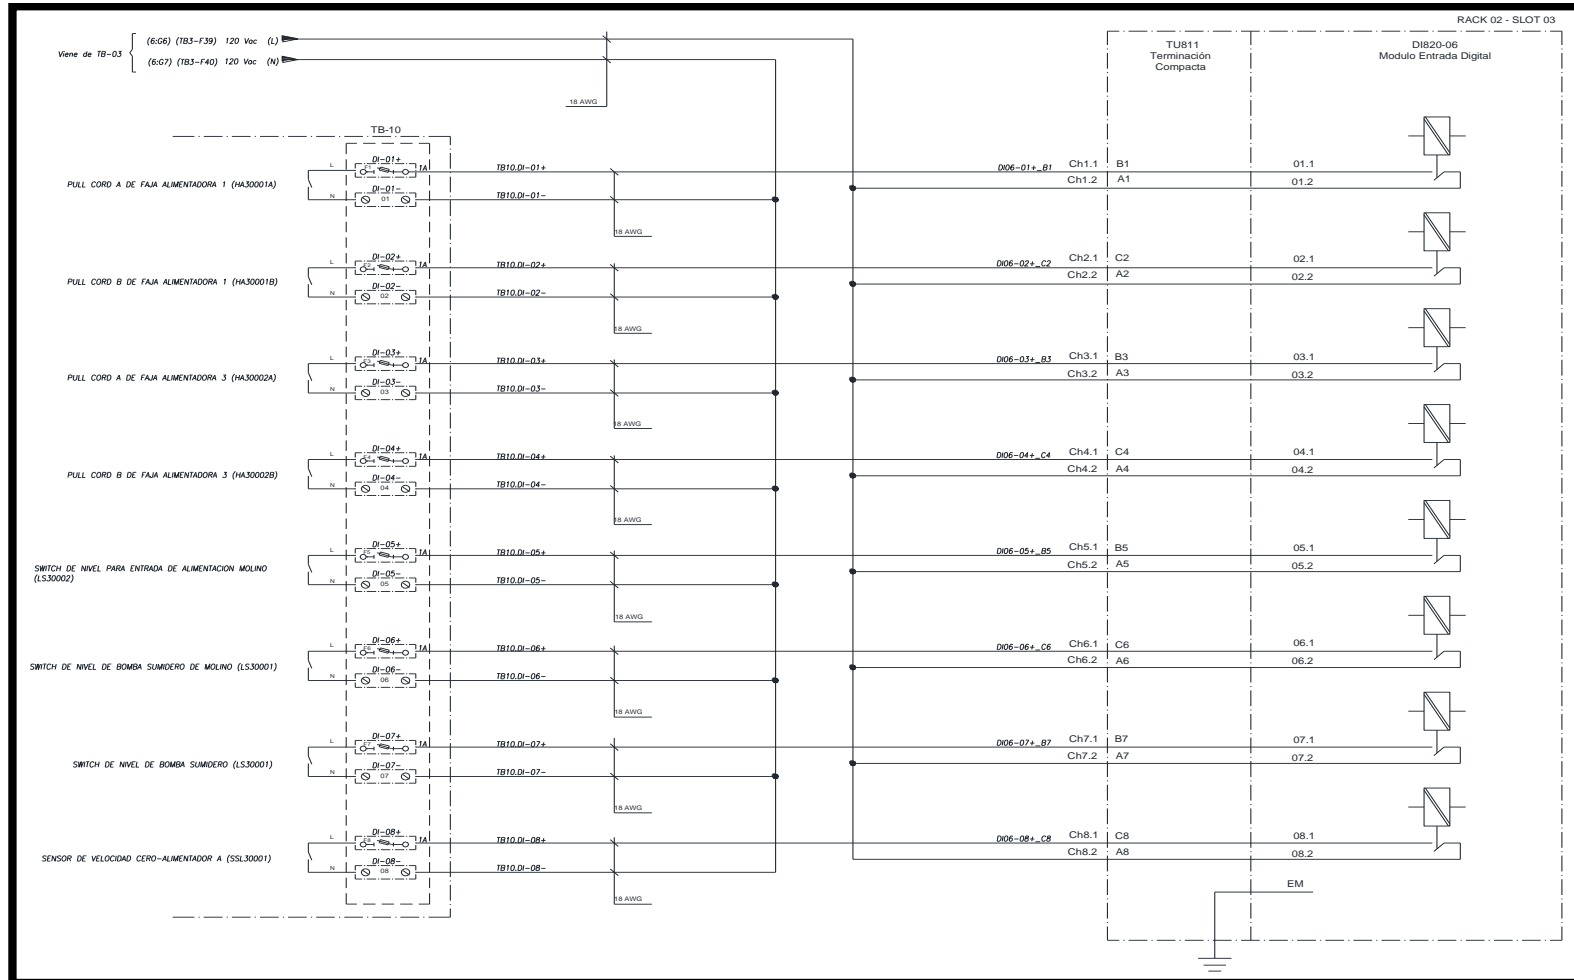 RACK 02 - SLOT 03
Viene de TB-03
(6:G6) (TB3-F39) 120 Vac (L)
(6:G7) (TB3-F40) 120 Vac (N)
18 AWG
TU811
Terminación
Compacta
DI820-06
Modulo Entrada Digital
TB-10
PULL CORD A DE FAJA ALIMENTADORA 1 (HA30001A)
L
N
DI-01+
F1
1A
DI-01-
01
TB10.DI-01+
TB10.DI-01-
18 AWG
DI06-01+_B1
Ch1.1 B1
Ch1.2 A1
01.1
01.2
PULL CORD B DE FAJA ALIMENTADORA 1 (HA30001B)
L
N
DI-02+
F2
1A
DI-02-
02
TB10.DI-02+
TB10.DI-02-
18 AWG
DI06-02+_C2
Ch2.1 C2
Ch2.2 A2
02.1
02.2
PULL CORD A DE FAJA ALIMENTADORA 3 (HA30002A)
L
N
DI-03+
F3
1A
DI-03-
03
TB10.DI-03+
TB10.DI-03-
18 AWG
DI06-03+_B3
Ch3.1 B3
Ch3.2 A3
03.1
03.2
PULL CORD B DE FAJA ALIMENTADORA 3 (HA30002B)
L
N
DI-04+
F4
1A
DI-04-
04
TB10.DI-04+
TB10.DI-04-
18 AWG
DI06-04+_C4
Ch4.1 C4
Ch4.2 A4
04.1
04.2
SWITCH DE NIVEL PARA ENTRADA DE ALIMENTACION MOLINO
(LS30002)
L
N
DI-05+
F5
1A
DI-05-
05
TB10.DI-05+
TB10.DI-05-
18 AWG
DI06-05+_B5
Ch5.1 B5
Ch5.2 A5
05.1
05.2
SWITCH DE NIVEL DE BOMBA SUMIDERO DE MOLINO (LS30001)
L
N
DI-06+
F6
1A
DI-06-
06
TB10.DI-06+
TB10.DI-06-
18 AWG
DI06-06+_C6
Ch6.1 C6
Ch6.2 A6
06.1
06.2
SWITCH DE NIVEL DE BOMBA SUMIDERO (LS30001)
L
N
DI-07+
F7
1A
DI-07-
07
TB10.DI-07+
TB10.DI-07-
18 AWG
DI06-07+_B7
Ch7.1 B7
Ch7.2 A7
07.1
07.2
SENSOR DE VELOCIDAD CERO-ALIMENTADOR A (SSL30001)
L
N
DI-08+
F8
1A
DI-08-
08
TB10.DI-08+
TB10.DI-08-
18 AWG
DI06-08+_C8
Ch8.1 C8
Ch8.2 A8
08.1
08.2
EM